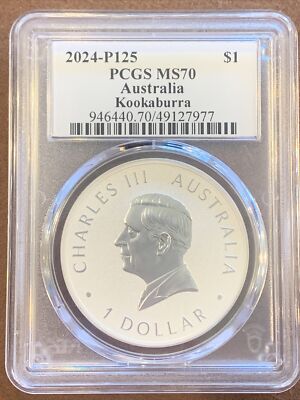 2024-P125 $1
PCGS MS70
Australia
Kookaburra
946440.70/49127977
CHARLES III AUSTRALIA
1 DOLLAR